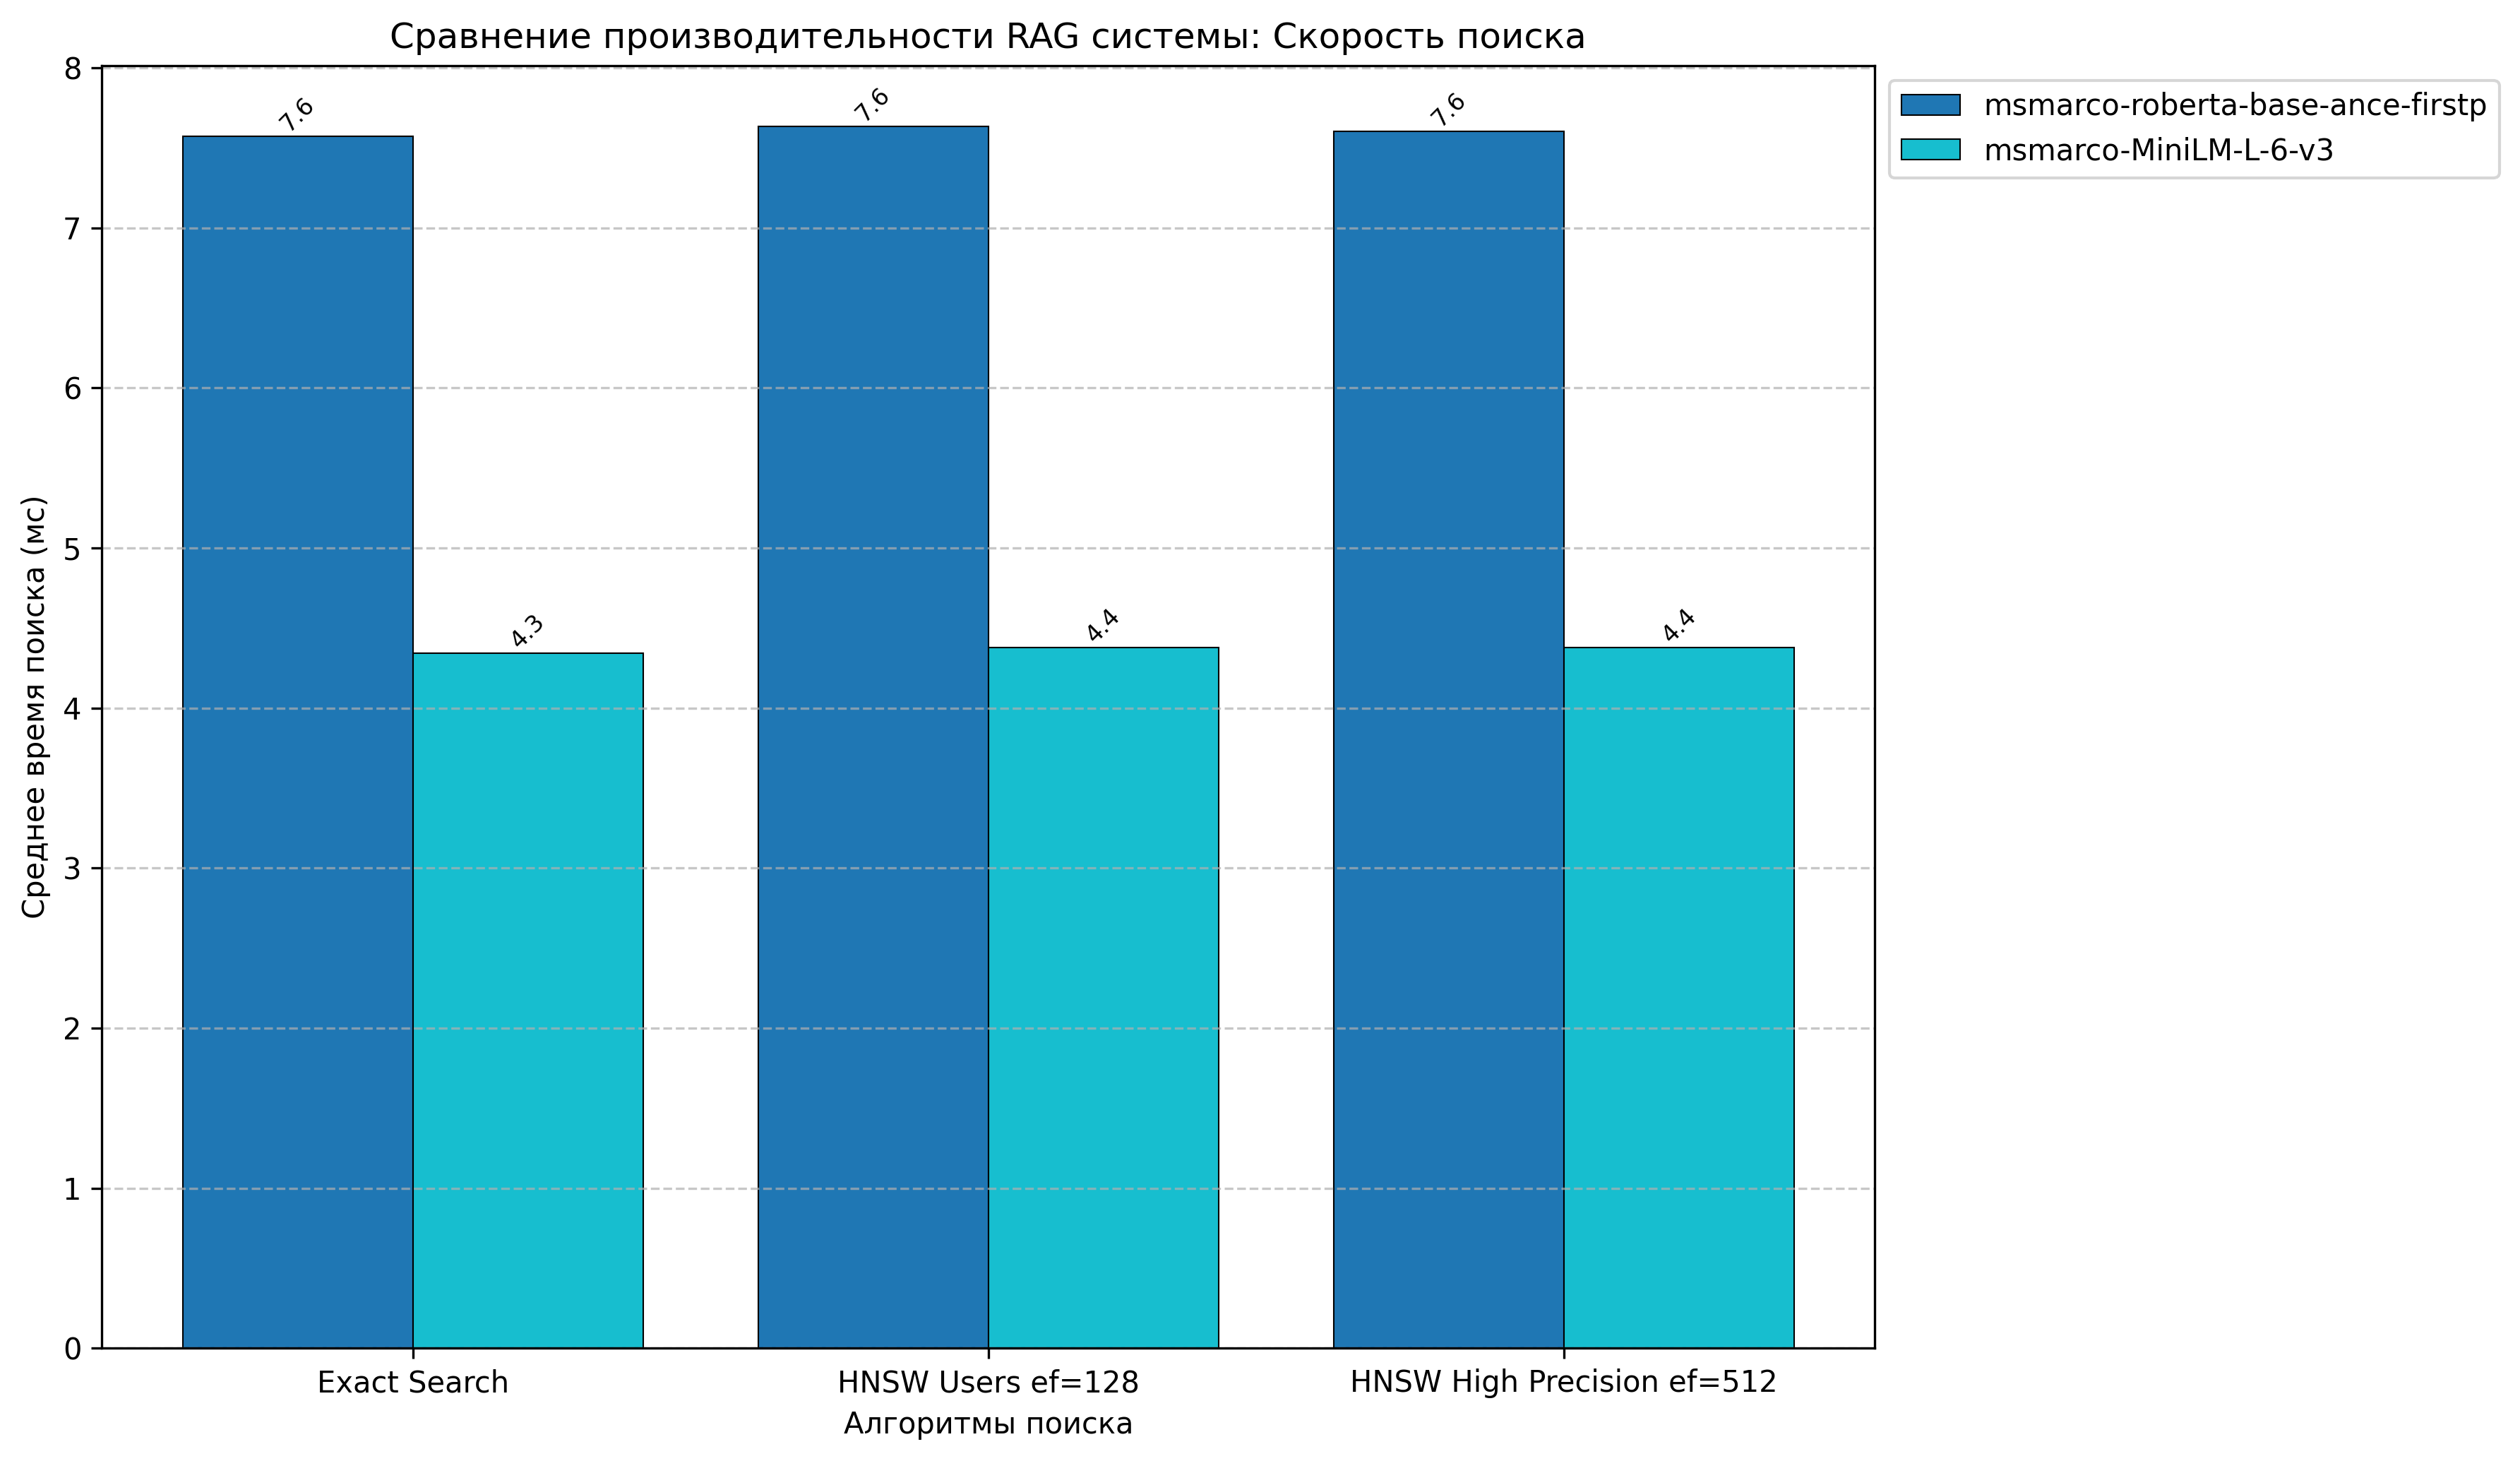 Сравнение производительности RAG системы: Скорость поиска
msmarco-roberta-base-ance-firstp
msmarco-MiniLM-L-6-v3
Среднее время поиска (мс)
8
7
6
5
4
3
2
1
0
7.6
4.3
7.6
4.4
7.6
4.4
Exact Search
HNSW Users ef=128
HNSW High Precision ef=512
Алгоритмы поиска